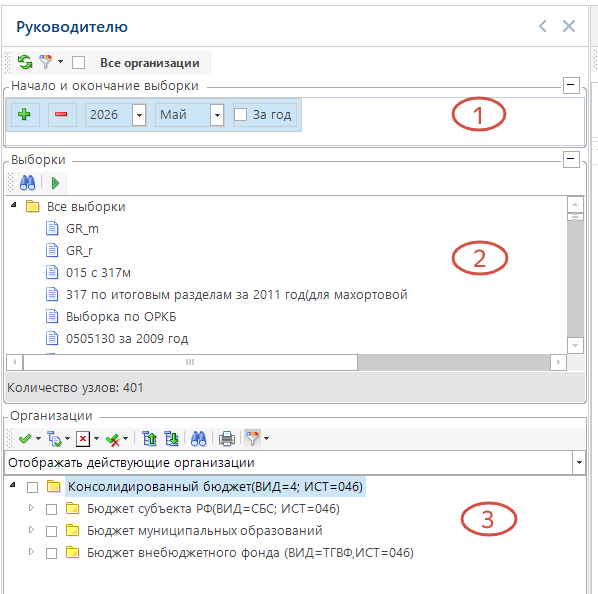 Руководителю
Все организации
Начало и окончание выборки
2026 Май За год
1
Выборки
Все выборки
GR_m
GR_r
015 с 317м
2
317 по итоговым разделам за 2011 год(для махортовой
Выборка по ОРКБ
0505130 за 2009 год
Количество узлов: 401
Организации
Отображать действующие организации
Консолидированный бюджет(ВИД=4; ИСТ=046)
Бюджет субъекта РФ(ВИД=СБС; ИСТ=046)
3
Бюджет муниципальных образований
Бюджет внебюджетного фонда (ВИД=ТГВФ,ИСТ=046)